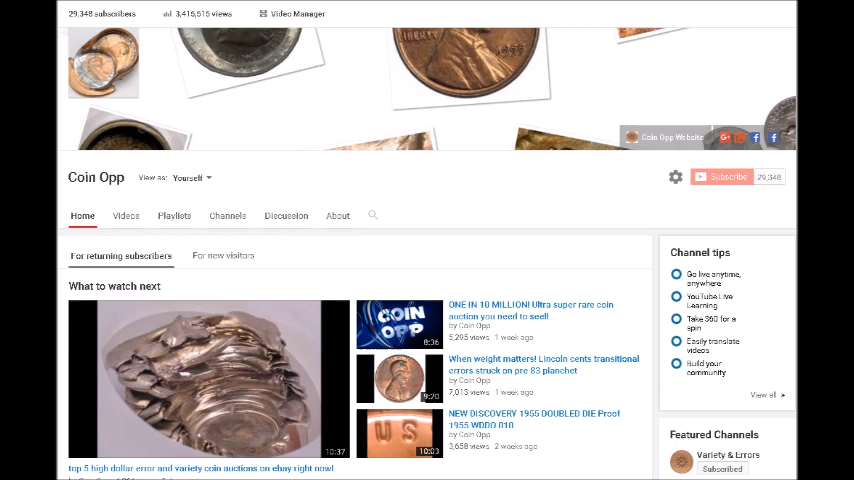 29,348 subscribers
3,415,515 views
Video Manager
LIBERTY
1955
Coin Opp Website
Coin Opp
View as: Yourself
Subscribe
29,348
Home
Videos
Playlists
Channels
Discussion
About
For returning subscribers
For new visitors
What to watch next
10:37
top 5 high dollar error and variety coin auctions on ebay right now!
COIN
OPP
8:36
ONE IN 10 MILLION! Ultra super rare coin
auction you need to see!!
by Coin Opp
5,295 views 1 week ago
9:20
When weight matters! Lincoln cents transitional
errors struck on pre 83 planchet
by Coin Opp
7,013 views 1 week ago
US
10:03
NEW DISCOVERY 1955 DOUBLED DIE Proof
1955 WDDO 010
by Coin Opp
3,658 views 2 weeks ago
Channel tips
Go live anytime,
anywhere
YouTube Live
Learning
Take 360 for a
spin
Easily translate
videos
Build your
community
View all »
Featured Channels
Variety & Errors
Subscribed